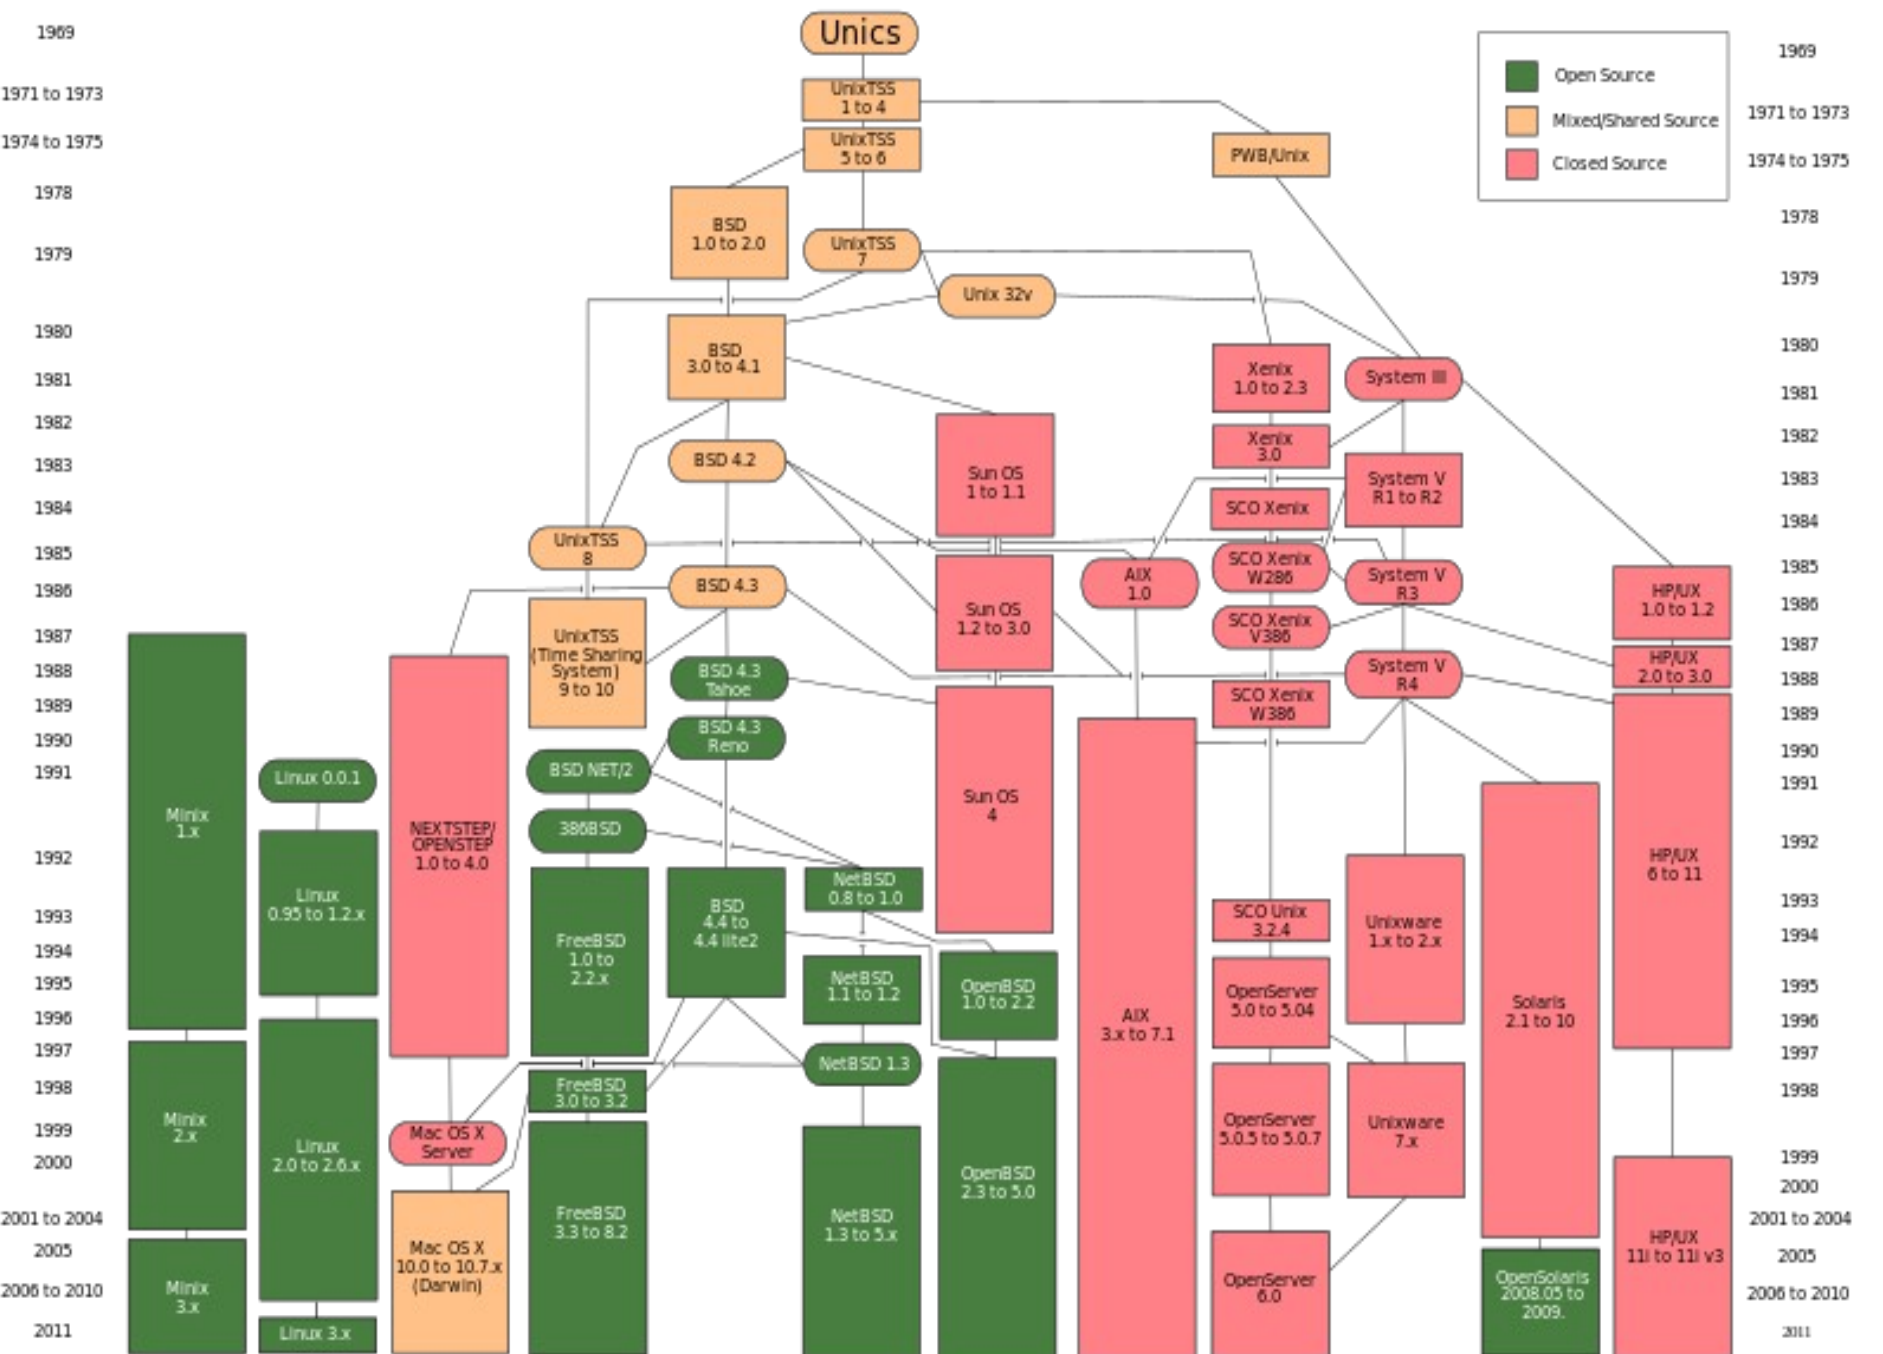 Unics
1969
1969
Open Source
1971 to 1973
UnixTSS
1 to 4
Mixed/Shared Source
1971 to 1973
1974 to 1975
UnixTSS
5 to 6
PWB/Unix
Closed Source
1974 to 1975
1978
1978
BSD
1.0 to 2.0
UnixTSS
7
1979
1979
Unix 32v
1980
1980
BSD
3.0 to 4.1
Xenix
1.0 to 2.3
System III
1981
1981
1982
1982
Xenix
3.0
BSD 4.2
1983
1983
Sun OS
1 to 1.1
System V
R1 to R2
SCO Xenix
1984
1984
UnixTSS
8
1985
1985
SCO Xenix
W286
AIX
1.0
System V
R3
BSD 4.3
1986
1986
HP/UX
1.0 to 1.2
Sun OS
1.2 to 3.0
SCO Xenix
V386
UnixTSS
(Time Sharing
System)
9 to 10
1987
1987
BSD 4.3
Tahoe
System V
R4
HP/UX
2.0 to 3.0
1988
1988
SCO Xenix
W386
1989
1989
BSD 4.3
Reno
1990
1990
BSD NET/2
1991
1991
Linux 0.0.1
Minix
1.x
386BSD
Sun OS
4
NEXTSTEP/
OPENSTEP
1.0 to 4.0
1992
1992
HP/UX
6 to 11
NetBSD
0.8 to 1.0
Linux
0.95 to 1.2.x
BSD
4.4 to
4.4 lite2
1993
1993
SCO Unix
3.2.4
Unixware
1.x to 2.x
1994
1994
FreeBSD
1.0 to
2.2.x
NetBSD
1.1 to 1.2
OpenBSD
1.0 to 2.2
1995
1995
OpenServer
5.0 to 5.04
Solaris
2.1 to 10
AIX
3.x to 7.1
1996
1996
1997
1997
NetBSD 1.3
1998
1998
FreeBSD
3.0 to 3.2
Minix
2.x
Mac OS X
Server
1999
1999
OpenServer
5.0.5 to 5.0.7
Unixware
7.x
Linux
2.0 to 2.6.x
2000
2000
OpenBSD
2.3 to 5.0
2001 to 2004
2001 to 2004
FreeBSD
3.3 to 8.2
NetBSD
1.3 to 5.x
2005
2005
Mac OS X
10.0 to 10.7.x
(Darwin)
HP/UX
11i to 11i v3
2006 to 2010
2006 to 2010
Minix
3.x
OpenServer
6.0
OpenSolaris
2008.05 to
2009.
2011
2011
Linux 3.x